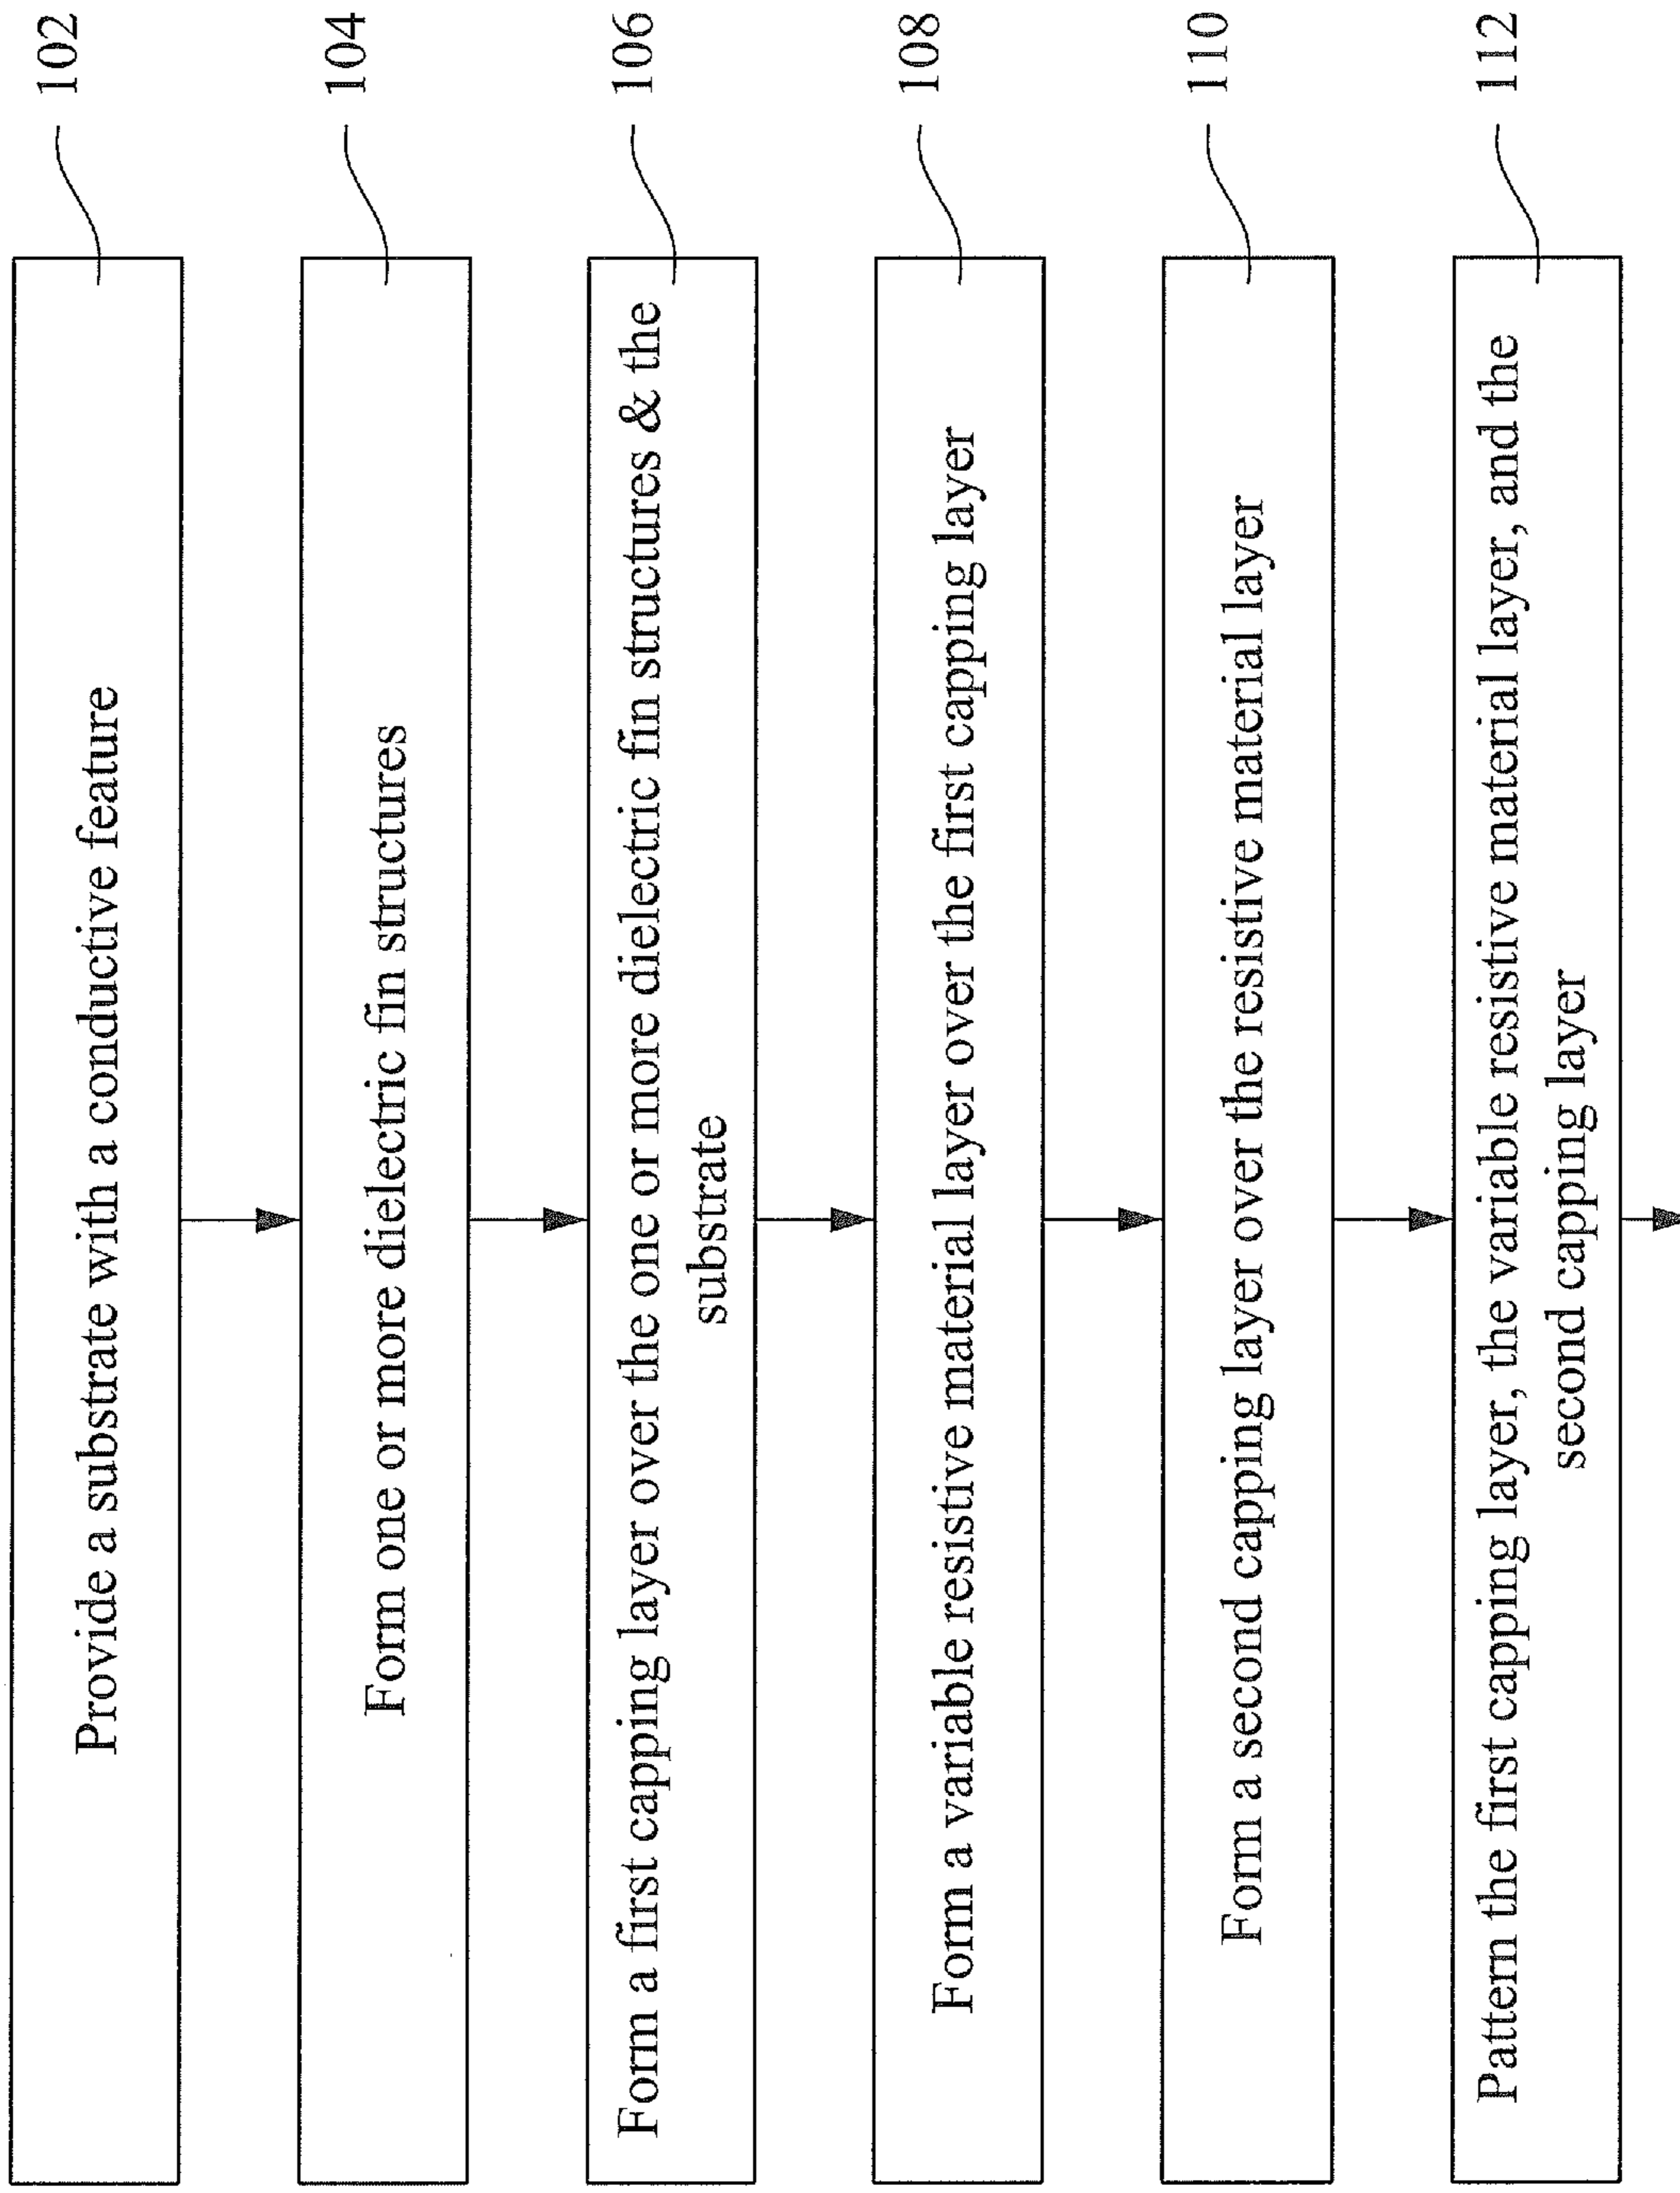 Provide a substrate with a conductive feature
102
Form one or more dielectric fin structures
104
Form a first capping layer over the one or more dielectric fin structures & the
substrate
106
Form a variable resistive material layer over the first capping layer
108
Form a second capping layer over the resistive material layer
110
Pattern the first capping layer, the variable resistive material layer, and the
second capping layer
112